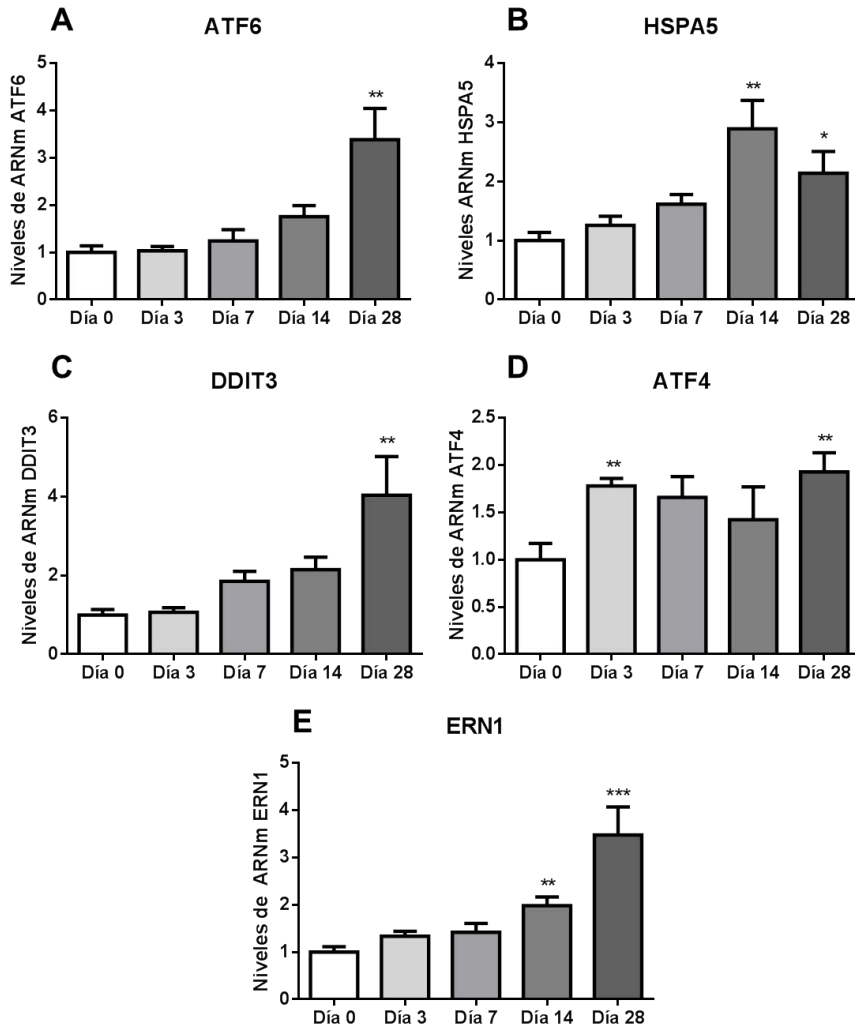 A
ATF6
Niveles de ARNm ATF6
5
4
3
2
1
0
**
Día 0 Día 3 Día 7 Día 14 Día 28
B
HSPA5
Niveles ARNm HSPA5
4
3
2
1
0
**
*
Día 0 Día 3 Día 7 Día 14 Día 28
C
DDIT3
Niveles de ARNm DDIT3
6
4
2
0
**
Día 0 Día 3 Día 7 Día 14 Día 28
D
ATF4
Niveles de ARNm ATF4
2.5
2.0
1.5
1.0
0.5
0.0
**
**
Día 0 Día 3 Día 7 Día 14 Día 28
E
ERN1
Niveles de ARNm ERN1
5
4
3
2
1
0
**
***
Día 0 Día 3 Día 7 Día 14 Día 28